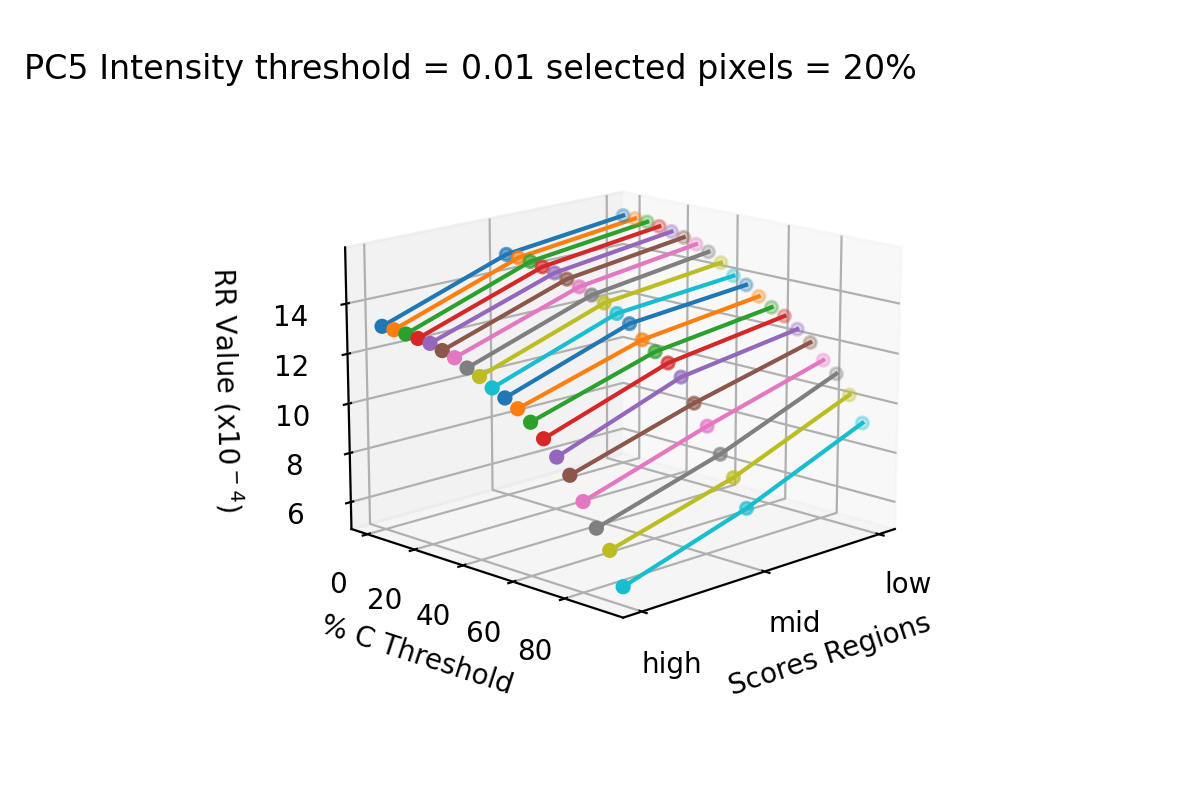 PC5 Intensity threshold = 0.01 selected pixels = 20%
RR Value (x10⁻⁴)
14
12
10
8
6
0
20
40
60
80
% C Threshold
high
mid
low
Scores Regions